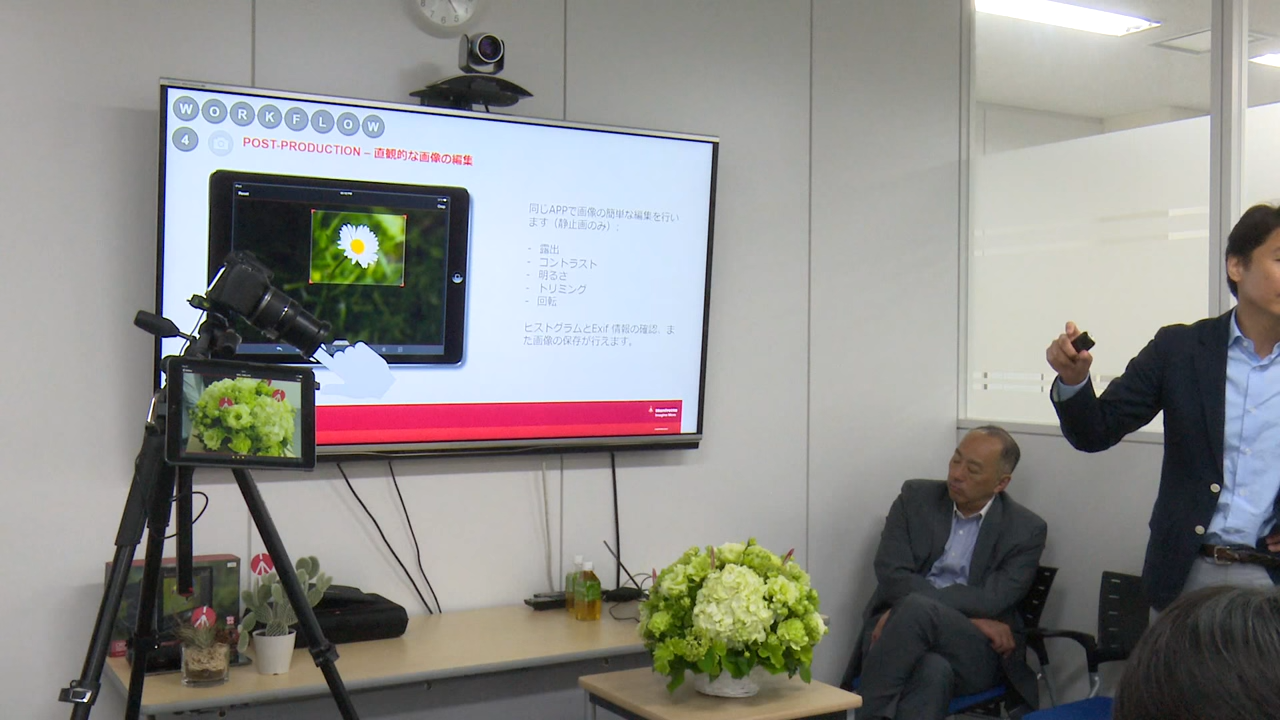 WORKFLOW
4
POST-PRODUCTION – 直観的な画像の編集
同じAPPで画像の簡単な編集を行い
ます（静止画のみ）:
- 露出
- コントラスト
- 明るさ
- トリミング
- 回転
ヒストグラムとExif 情報の確認、ま
た画像の保存が行えます。
Manfrotto
Imagine More